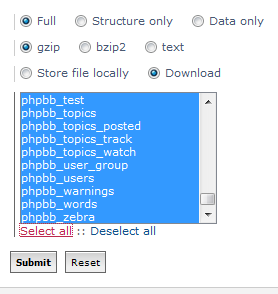 Full Structure only Data only
gzip bzip2 text
Store file locally Download
phpbb_test
phpbb_topics
phpbb_topics_posted
phpbb_topics_track
phpbb_topics_watch
phpbb_user_group
phpbb_users
phpbb_warnings
phpbb_words
phpbb_zebra
Select all :: Deselect all
Submit Reset